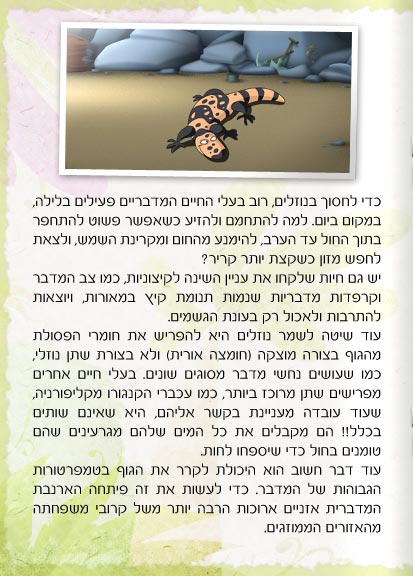 כדי לחסוך בנוזלים, רוב בעלי החיים המדבריים פעילים בלילה,
במקום ביום. למה להתחמם ולהזיע כשאפשר פשוט להתחפר
בתוך החול עד הערב, להימנע מהחום ומקרינת השמש, ולצאת
לחפש מזון כשקצת יותר קריר?
יש גם חיות שלקחו את עניין השינה לקיצוניות, כמו צב המדבר
וקרפדות מדבריות שנמות תנומת קיץ במאורות, ויוצאות
להתרבות ולאכול רק בעונת הגשמים.
עוד שיטה לשמר נוזלים היא להפריש את חומרי הפסולת
מהגוף בצורה מוצקה (חומצה אורית) ולא בצורת שתן נוזלי,
כמו שעושים נחשי מדבר מסוגים שונים. בעלי חיים אחרים
מפרישים שתן מרוכז ביותר, כמו עכברי הקנגורו מקליפורניה,
שעוד עובדה מעניינת בקשר אליהם, היא שאינם שותים
בכלל!! הם מקבלים את כל המים שלהם מגרעינים שהם
טומנים בחול כדי שיספחו לחות.
עוד דבר חשוב הוא היכולת לקרר את הגוף בטמפרטורות
הגבוהות של המדבר. כדי לעשות את זה פיתחה הארנבת
המדברית אזניים ארוכות הרבה יותר משל קרובי משפחתה
מהאזורים הממוזגים.